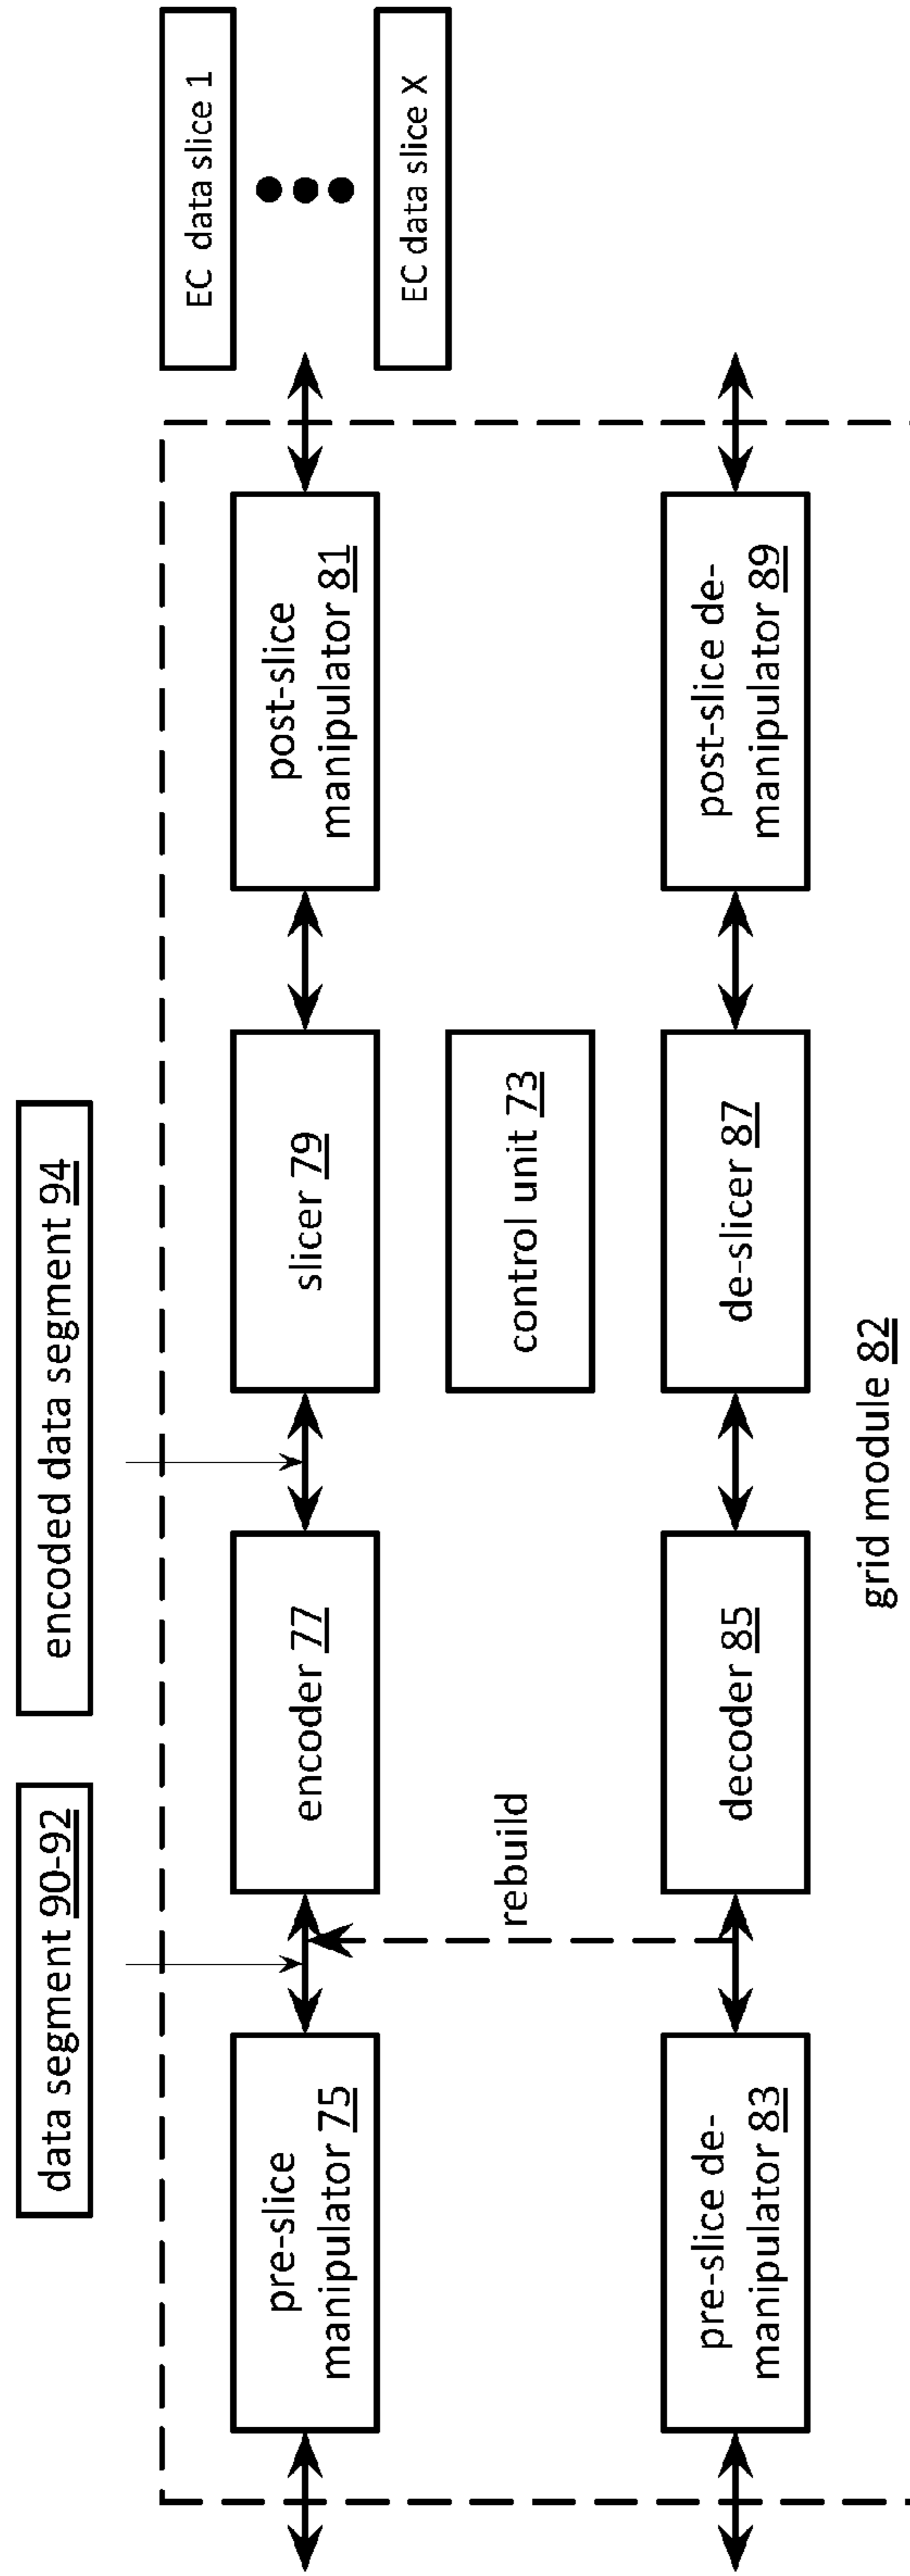 data segment 90-92
encoded data segment 94
EC data slice 1
EC data slice X
pre-slice
manipulator 75
encoder 77
slicer 79
post-slice
manipulator 81
rebuild
control unit 73
pre-slice de-
manipulator 83
decoder 85
de-slicer 87
post-slice de-
manipulator 89
grid module 82